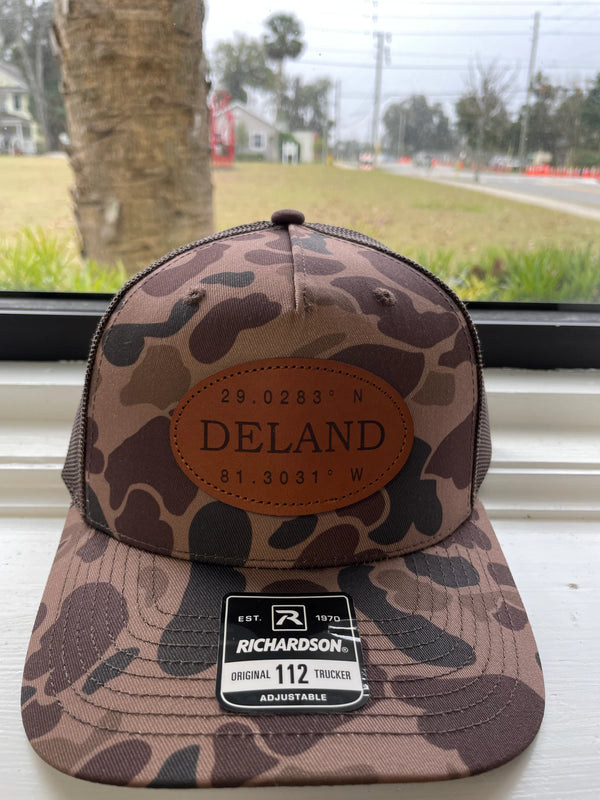 29.0283° N
DELAND
81.3031° W
EST. R 1970
RICHARDSON®
ORIGINAL 112 TRUCKER
ADJUSTABLE